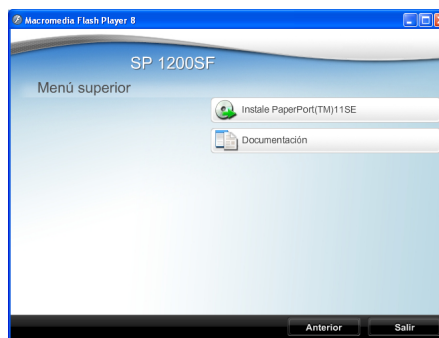 Macromedia Flash Player 8
SP 1200SF
Menú superior
Instale PaperPort(TM)11SE
Documentación
Anterior
Salir